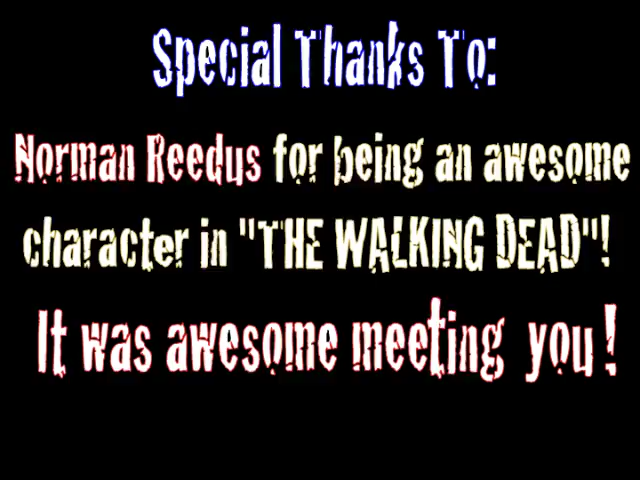 Special Thanks To:
Norman Reedus for being an awesome
character in "THE WALKING DEAD"!
It was awesome meeting you!